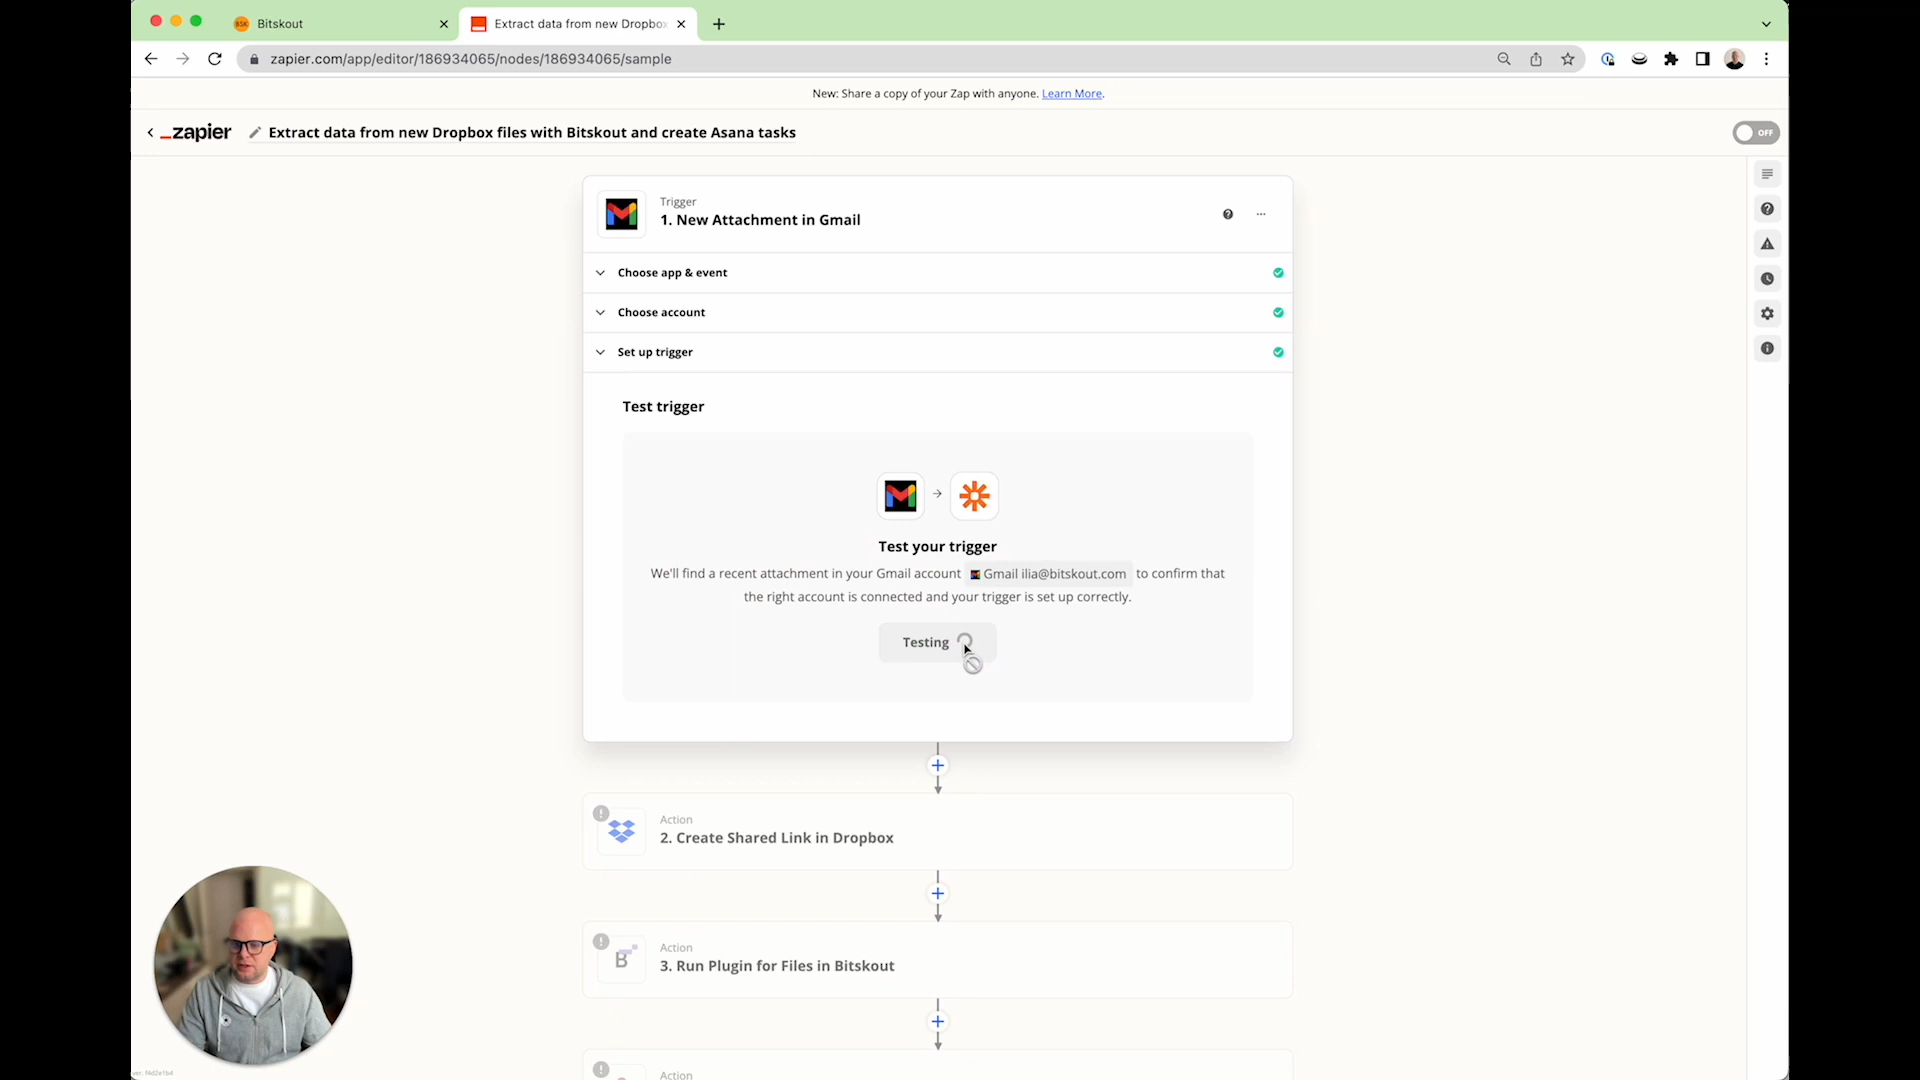 Bitskout
Extract data from new Dropbox
zapier.com/app/editor/186934065/nodes/186934065/sample
New: Share a copy of your Zap with anyone. Learn More.
zapier
Extract data from new Dropbox files with Bitskout and create Asana tasks
OFF
Trigger
1. New Attachment in Gmail
Choose app & event
Choose account
Set up trigger
Test trigger
Test your trigger
We'll find a recent attachment in your Gmail account Gmail ilia@bitskout.com to confirm that
the right account is connected and your trigger is set up correctly.
Testing
Action
2. Create Shared Link in Dropbox
Action
3. Run Plugin for Files in Bitskout
Action
ver. f4d2e1b4